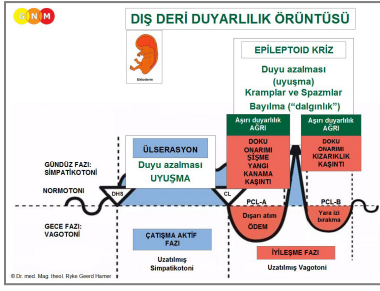 GNM
DIŞ DERİ DUYARLILIK ÖRÜNTÜSÜ
Ektoderm
EPİLEPTOID KRİZ
Duyu azalması
(uyuşma)
Kramplar ve Spazmlar
Bayılma ("dalgınlık")
ÜLSERASYON
Duyu azalması
UYUŞMA
Aşırı duyarlılık
AĞRI
DOKU
ONARIMI
ŞİŞME
YANGI
KANAMA
KAŞINTI
Aşırı duyarlılık
AĞRI
DOKU
ONARIMI
KIZARIKLIK
KAŞINTI
GÜNDÜZ FAZI:
SİMPATİKOTONİ
NORMOTONİ
GECE FAZI:
VAGOTONİ
DHS
CL
PCL-A
PCL-B
Dışarı atım
ÖDEM
Yara izi
bırakma
ÇATIŞMA AKTİF
FAZI
İYİLEŞME FAZI
Uzatılmış
Simpatikotoni
Uzatılmış Vagotoni
© Dr. med. Mag. theol. Ryke Geerd Hamer